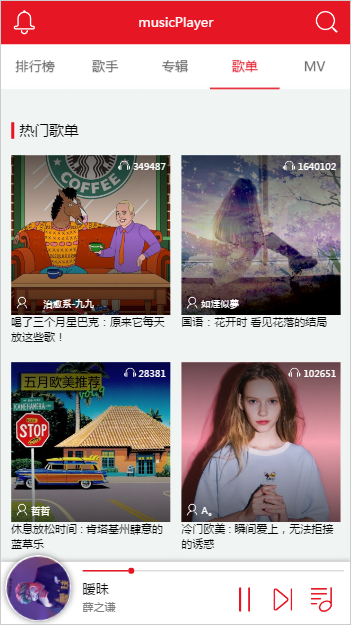 musicPlayer
排行榜 歌手 专辑 歌单 MV
热门歌单
COFFEE
349487
治愈系-九九
喝了三个月星巴克：原来它每天
放这些歌！
1640102
如烟似夢
国语：花开时 看见花落的结局
五月欧美推荐
28381
KAMEHAMEHA
STOP
哲哲
休息放松时间 : 肯塔基州肆意的
蓝草乐
102651
A。
冷门欧美 : 瞬间爱上，无法拒接
的诱惑
暧昧
薛之谦